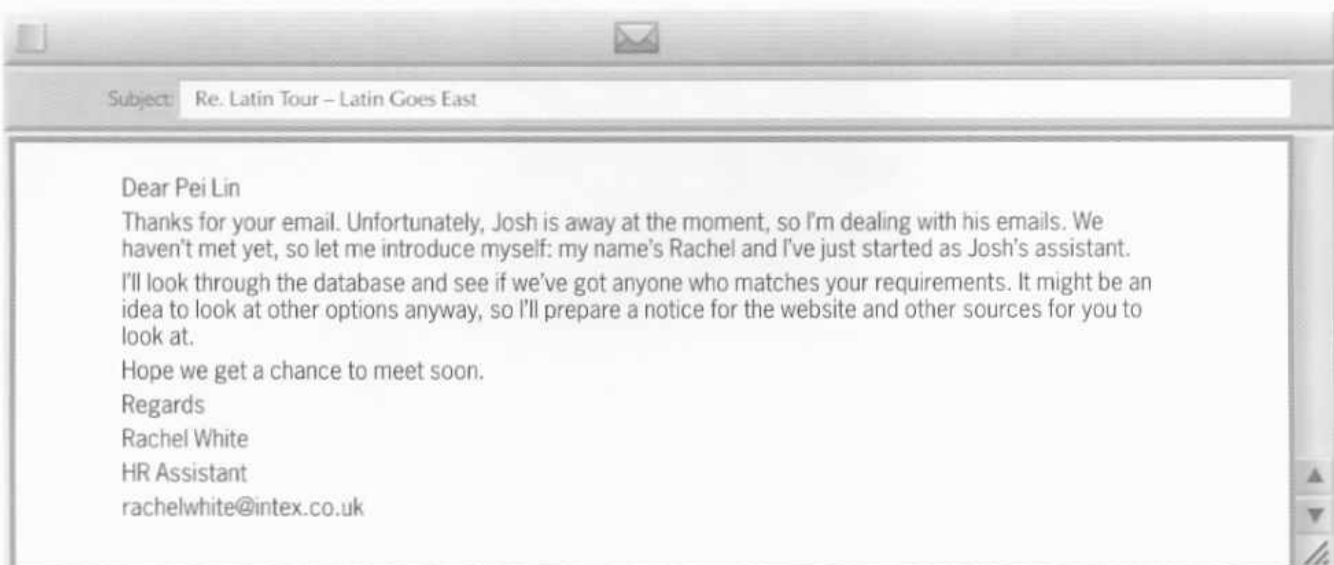 Subject: Re. Latin Tour – Latin Goes East
Dear Pei Lin
Thanks for your email. Unfortunately, Josh is away at the moment, so I'm dealing with his emails. We
haven't met yet, so let me introduce myself: my name's Rachel and I've just started as Josh's assistant.
I'll look through the database and see if we've got anyone who matches your requirements. It might be an
idea to look at other options anyway, so I'll prepare a notice for the website and other sources for you to
look at.
Hope we get a chance to meet soon.
Regards
Rachel White
HR Assistant
rachelwhite@intex.co.uk